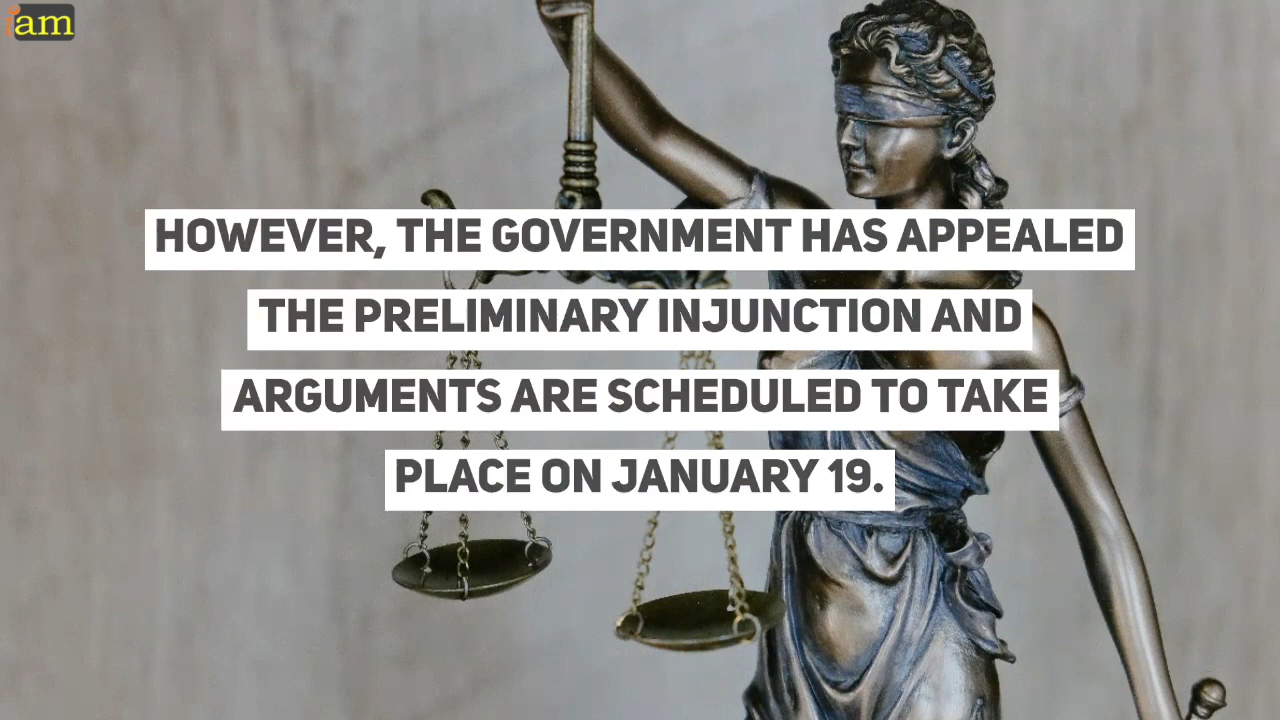 iam
HOWEVER, THE GOVERNMENT HAS APPEALED
THE PRELIMINARY INJUNCTION AND
ARGUMENTS ARE SCHEDULED TO TAKE
PLACE ON JANUARY 19.